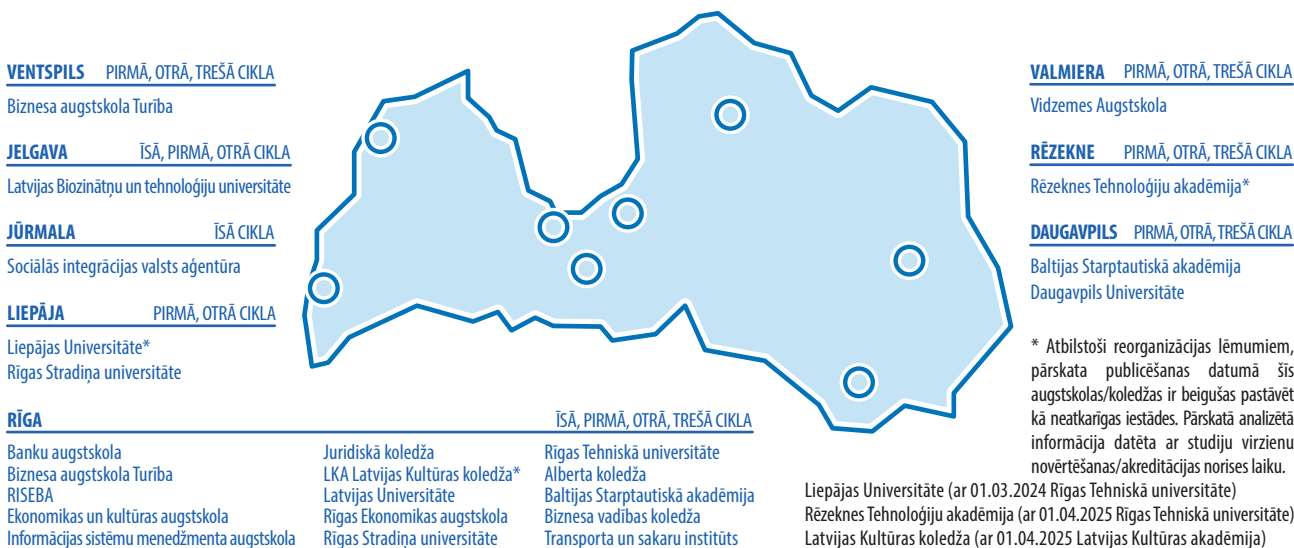 VENTSPILS PIRMĀ, OTRĀ, TREŠĀ CIKLA
Biznesa augstskola Turība
JELGAVA ĪSĀ, PIRMĀ, OTRĀ CIKLA
Latvijas Biozinātņu un tehnoloģiju universitāte
JŪRMALA ĪSĀ CIKLA
Sociālās integrācijas valsts aģentūra
LIEPĀJA PIRMĀ, OTRĀ CIKLA
Liepājas Universitāte*
Rīgas Stradiņa universitāte
VALMIERA PIRMĀ, OTRĀ, TREŠĀ CIKLA
Vidzemes Augstskola
RĒZEKNE PIRMĀ, OTRĀ, TREŠĀ CIKLA
Rēzeknes Tehnoloģiju akadēmija*
DAUGAVPILS PIRMĀ, OTRĀ, TREŠĀ CIKLA
Baltijas Starptautiskā akadēmija
Daugavpils Universitāte
RĪGA ĪSĀ, PIRMĀ, OTRĀ, TREŠĀ CIKLA
Banku augstskola
Biznesa augstskola Turība
RISEBA
Ekonomikas un kultūras augstskola
Informācijas sistēmu menedžmenta augstskola
Juridiskā koledža
LKA Latvijas Kultūras koledža*
Latvijas Universitāte
Rīgas Ekonomikas augstskola
Rīgas Stradiņa universitāte
Rīgas Tehniskā universitāte
Alberta koledža
Baltijas Starptautiskā akadēmija
Biznesa vadības koledža
Transporta un sakaru institūts
* Atbilstoši reorganizācijas lēmumiem,
pārskata publicēšanas datumā šīs
augstskolas/koledžas ir beigušas pastāvēt
kā neatkarīgas iestādes. Pārskatā analizētā
informācija datēta ar studiju virzienu
novērtēšanas/akreditācijas norises laiku.
Liepājas Universitāte (ar 01.03.2024 Rīgas Tehniskā universitāte)
Rēzeknes Tehnoloģiju akadēmija (ar 01.04.2025 Rīgas Tehniskā universitāte)
Latvijas Kultūras koledža (ar 01.04.2025 Latvijas Kultūras akadēmija)